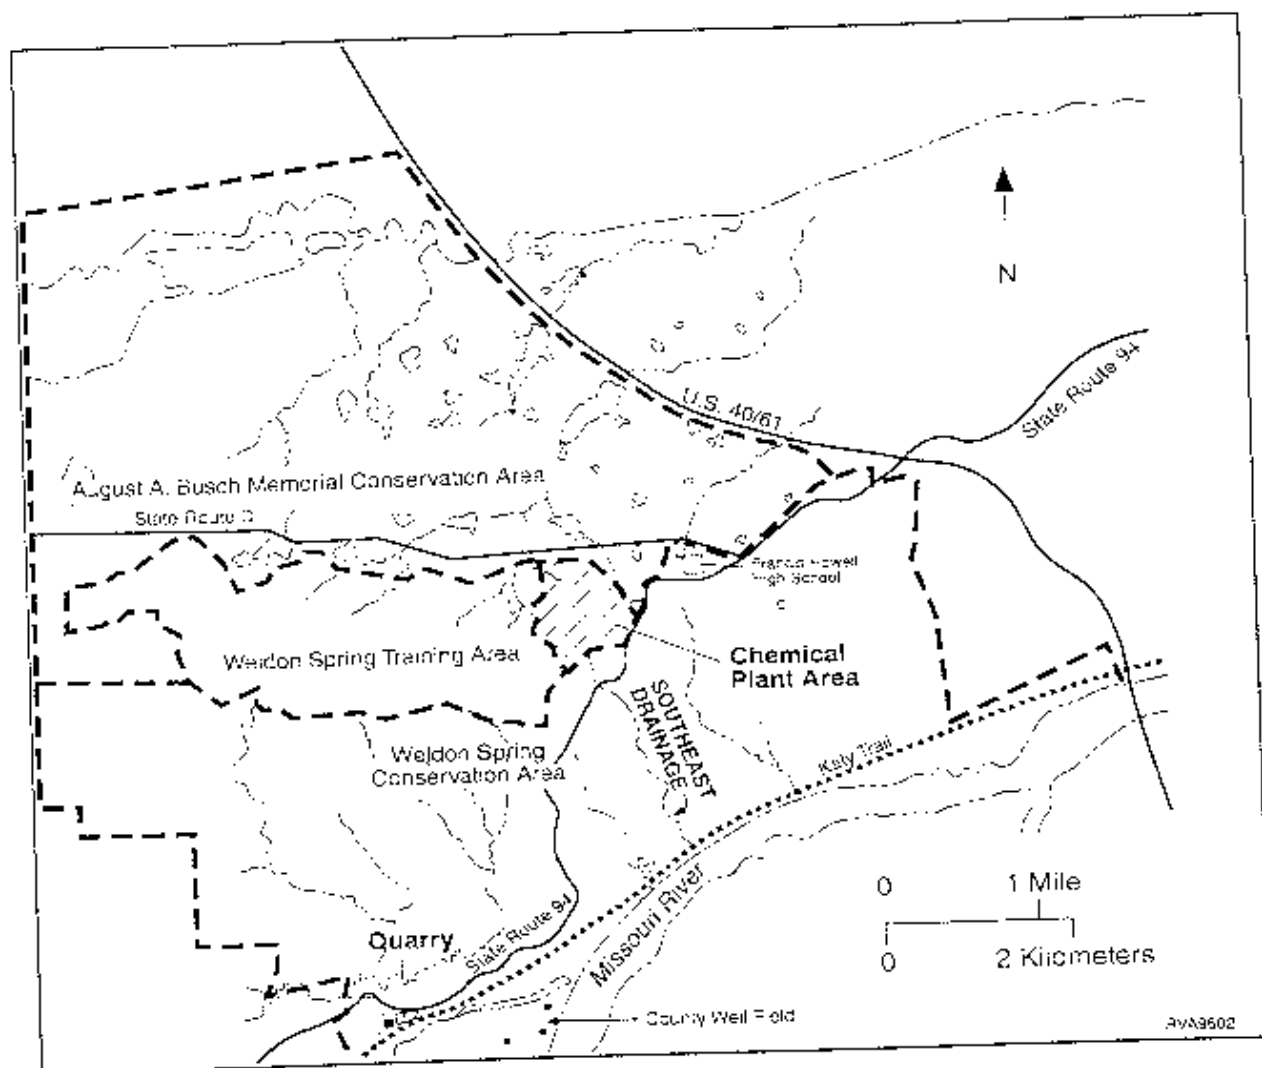 N
State Route 94
U.S. 40/61
August A. Busch Memorial Conservation Area
State Route D
Francis Howell
High School
Weldon Spring Training Area
Chemical
Plant Area
SOUTHEAST
DRAINAGE
Weldon Spring
Conservation Area
Katy Trail
0 1 Mile
Quarry
State Route 94
Missouri River
0 2 Kilometers
County Well Field